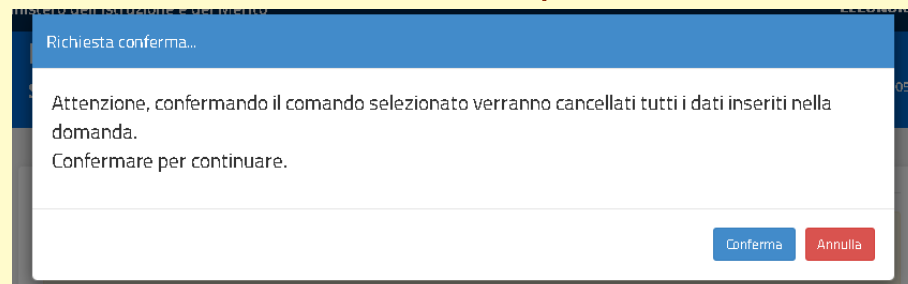 Richiesta conferma...
Attenzione, confermando il comando selezionato verranno cancellati tutti i dati inseriti nella
domanda.
Confermare per continuare.
Conferma Annulla